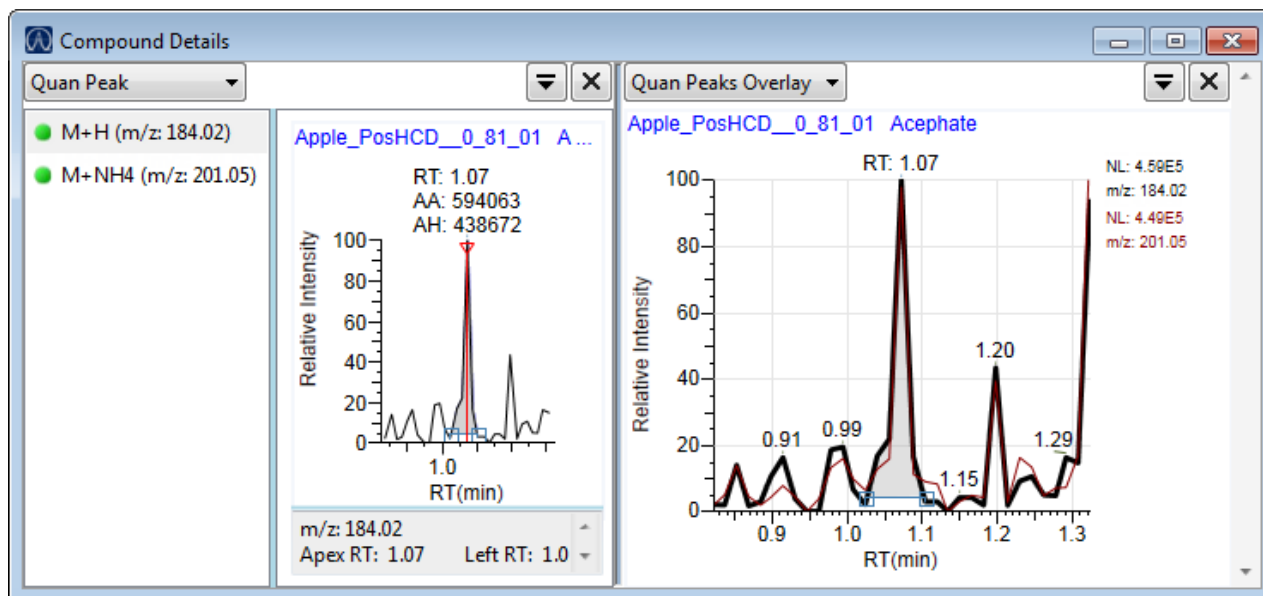 Compound Details
Quan Peak
M+H (m/z: 184.02)
M+NH4 (m/z: 201.05)
Apple_PosHCD__0_81_01 A ...
RT: 1.07
AA: 594063
AH: 438672
100
80
60
40
20
0
Relative Intensity
1.0
RT(min)
m/z: 184.02
Apex RT: 1.07 Left RT: 1.0
Quan Peaks Overlay
Apple_PosHCD__0_81_01 Acephate
RT: 1.07
NL: 4.59E5
m/z: 184.02
NL: 4.49E5
m/z: 201.05
100
80
60
40
20
0
Relative Intensity
0.91
0.99
1.15
1.20
1.29
0.9 1.0 1.1 1.2 1.3
RT(min)